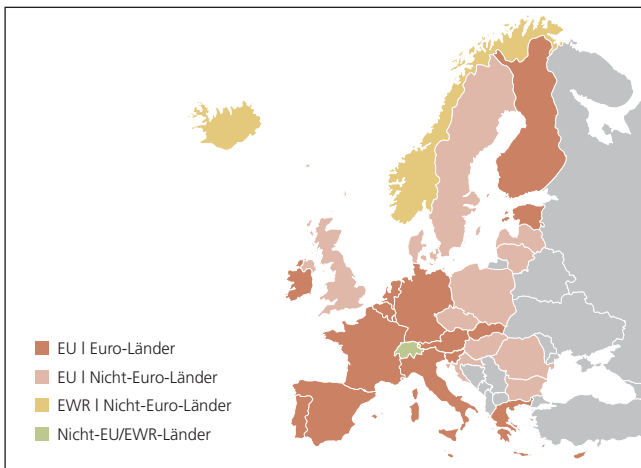 EU | Euro-Länder
EU | Nicht-Euro-Länder
EWR | Nicht-Euro-Länder
Nicht-EU/EWR-Länder